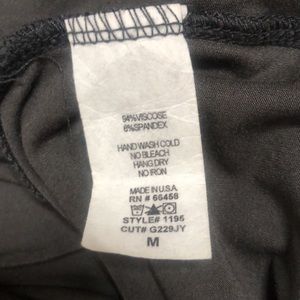 94%VISCOSE
6%SPANDEX
HAND WASH COLD
NO BLEACH
HANG DRY
NO IRON
MADE IN U.S.A
RN # 66458
STYLE# 1195
CUT# G229JY
M